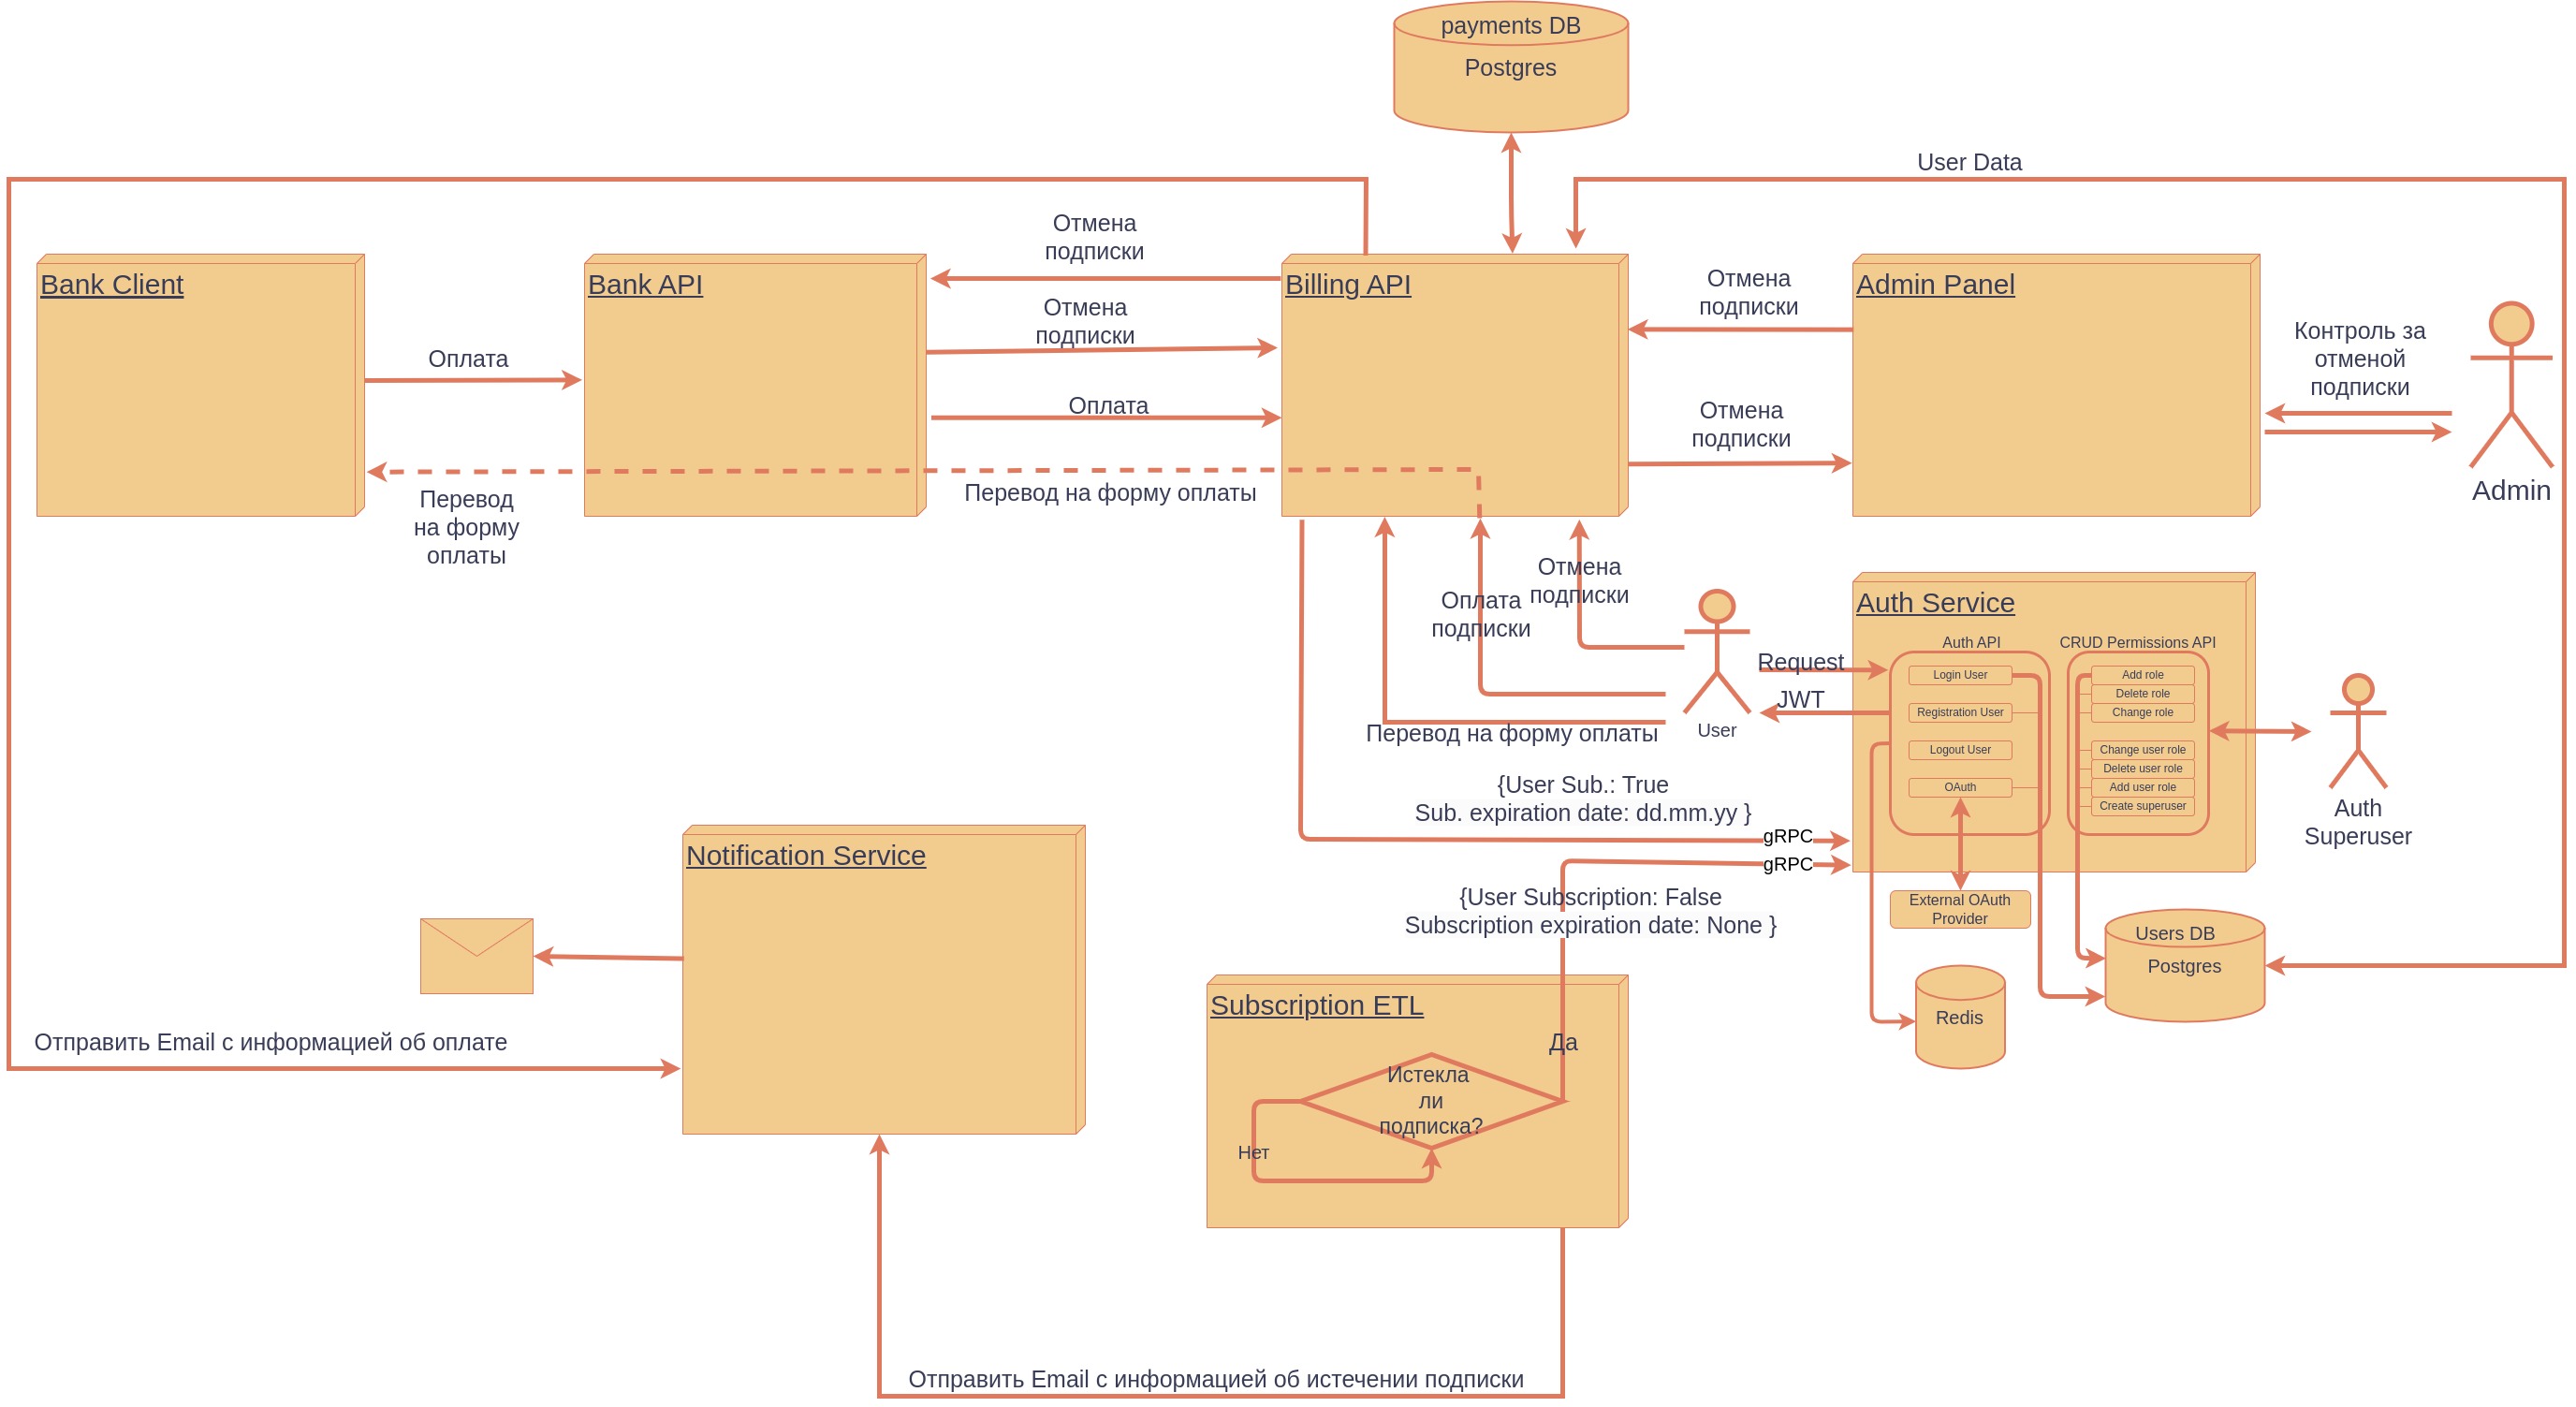 payments DB
Postgres
User Data
Отмена
подписки
Bank Client
Bank API
Billing API
Admin Panel
Отмена
подписки
Отмена
подписки
Оплата
Оплата
Контроль за
отменой
подписки
Отмена
подписки
Admin
Перевод
на форму
оплаты
Перевод на форму оплаты
Отмена
подписки
Оплата
подписки
User
Перевод на форму оплаты
Request
JWT
Auth Service
Auth API
CRUD Permissions API
Login User
Registration User
Logout User
OAuth
Add role
Delete role
Change role
Change user role
Delete user role
Add user role
Create superuser
Auth
Superuser
{User Sub.: True
Sub. expiration date: dd.mm.yy }
gRPC
gRPC
{User Subscription: False
Subscription expiration date: None }
External OAuth
Provider
Users DB
Postgres
Redis
Notification Service
Отправить Email с информацией об оплате
Subscription ETL
Да
Истекла
ли
подписка?
Нет
Отправить Email с информацией об истечении подписки